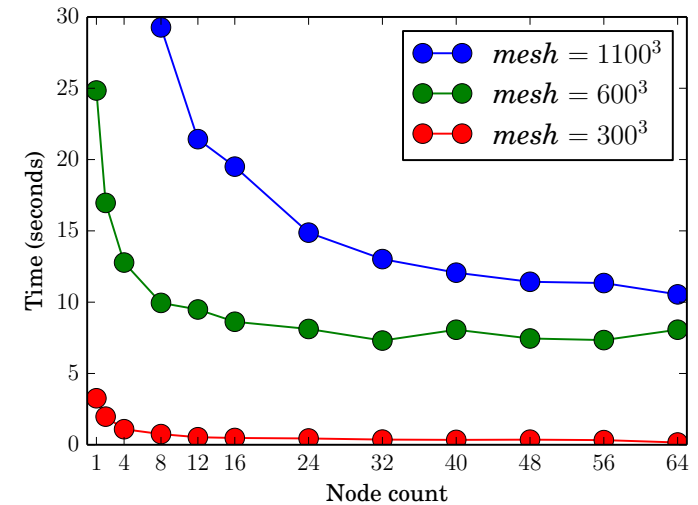 30
25
20
15
10
5
0
Time (seconds)
mesh = 1100³
mesh = 600³
mesh = 300³
1 4 8 12 16 24 32 40 48 56 64
Node count